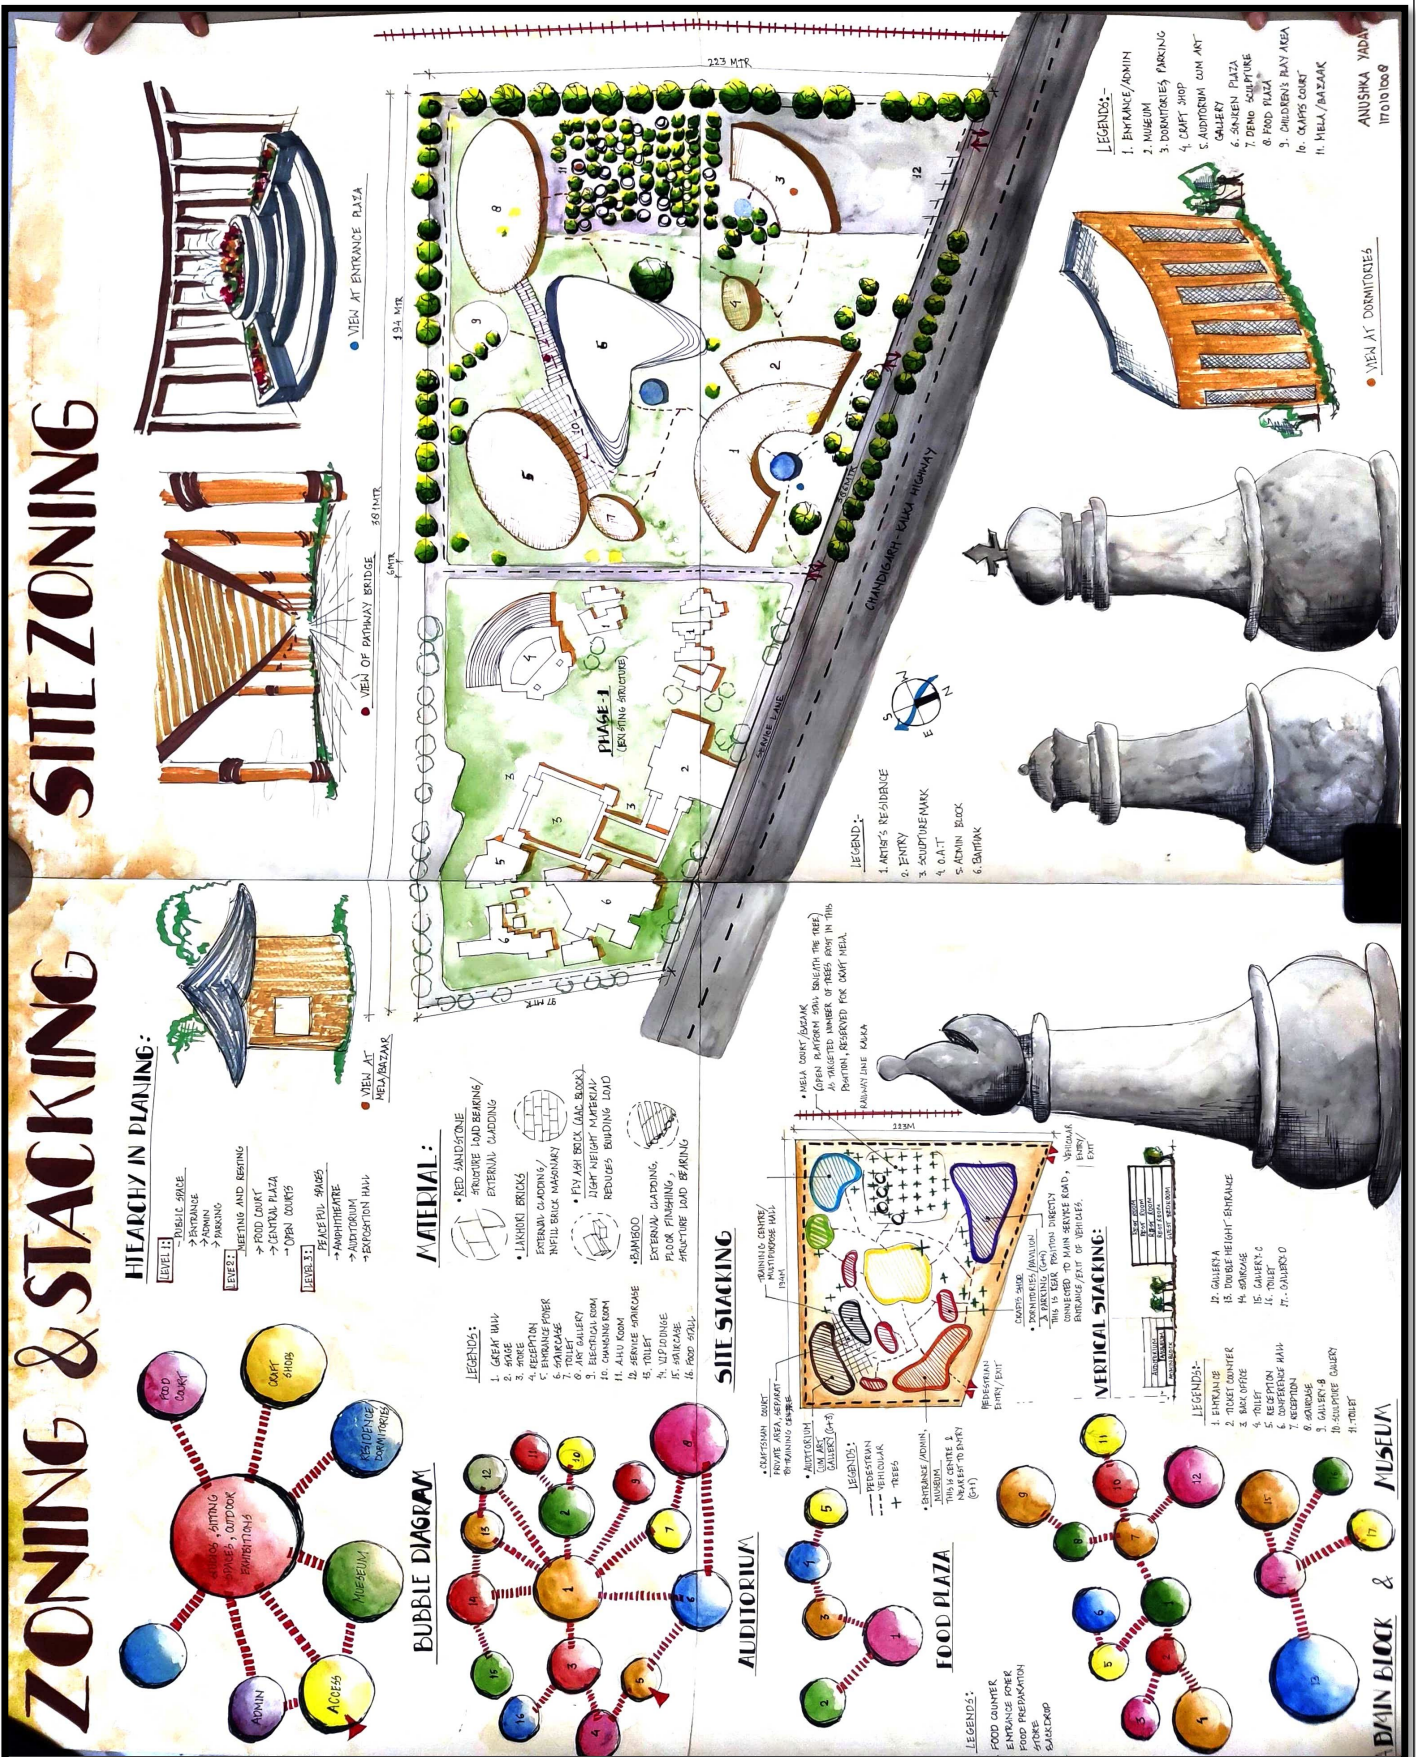 ZONING & STACKING
SITE ZONING
FOOD COURT
CRAFT SHOPS
RESIDENCE/
DORMITORIES
SPACES, OUTDOOR
EXHIBITIONS
MUESEUM
ACCESS
ADMIN
BUBBLE DIAGRAM
HIEARCHY IN PLANNING:
LEVEL 1:
- PUBLIC SPACE
→ ENTRANCE
→ ADMIN
→ PARKING
LEVEL 2:
MEETING AND RESTING
→ FOOD COURT
→ CENTRAL PLAZA
→ OPEN COURTS
LEVEL 3:
PEACEFUL SPACES
→ AMPHITHEATRE
→ AUDITORIUM
→ EXPOSITION HALL
• VIEW AT
MELA/BAZAAR
• VIEW OF PATHWAY BRIDGE
• VIEW AT ENTRANCE PLAZA
MATERIAL:
• RED SANDSTONE
STRUCTURE LOAD BEARING/
EXTERNAL CLADDING
• LAKHORI BRICKS
EXTERNAL CLADDING/
INFILL BRICK MASONARY
• FLY ASH BRICK (AAC BLOCK)
LIGHT WEIGHT MATERIAL
REDUCES BUILDING LOAD
• BAMBOO
EXTERNAL CLADDING,
FLOOR FINISHING,
STRUCTURE LOAD BEARING
LEGENDS:
1. GREAT HALL
2. STAGE
3. STORE
4. RECEPTION
5. ENTRANCE FOYER
6. STAIRCASE
7. TOILET
8. ART GALLERY
9. ELECTRICAL ROOM
10. CHANGING ROOM
11. A.H.U ROOM
12. SERVICE STAIRCASE
13. TOILET
14. V.I.P LOUNGE
15. STAIRCASE
16. FOOD STALL
AUDITORIUM
SITE STACKING
TRAINING CENTRE/
MULTIPURPOSE HALL
194M
223M
• MELA COURT/BAZAAR
(OPEN PLATFORM STALL BENEATH THE TREE)
AS TARGETED NUMBER OF TREES EXIST IN THIS
POSITION, RESERVED FOR CRAFT MELA.
RAILWAY LINE KALKA
• CRAFTSMAN COURT
PRIVATE AREA, SEPARAT
BY TRAINING CENTRE
• AUDITORIUM
CUM ART
GALLERY (G+3)
LEGENDS:
--- PEDESTRIAN
--- VEHICULAR
+ TREES
• ENTRANCE/ADMIN,
MUSEUM
THIS IS CENTRE &
NEAREST TO ENTRY
(G+1)
PEDESTRIAN
ENTRY/EXIT
CRAFTS SHOP
• DORMITORIES/PAVILION
& PARKING (G+4)
THIS IS REAR POSITION DIRECTLY
CONNECTED TO MAIN SERVICE ROAD,
ENTRANCE/EXIT OF VEHICLES.
VEHICULAR
ENTRY/
EXIT
FOOD PLAZA
LEGENDS:
FOOD COUNTER
ENTRANCE FOYER
FOOD PREPARATION
STORE
BACKDROP
VERTICAL STACKING:
LEGENDS:-
1. ENTRANCE
2. TICKET COUNTER
3. BACK OFFICE
4. TOILET
5. RECEPTION
6. CONFERENCE HALL
7. RECEPTION
8. STAIRCASE
9. GALLERY-B
10. SCULPTURE GALLERY
11. TOILET
12. GALLERY-A
13. DOUBLE HEIGHT ENTRANCE
14. STAIRCASE
15. GALLERY-C
16. TOILET
17. GALLERY-D
DMIN BLOCK & MUSEUM
223 MTR
194 MTR
381MTR
6MTR
97 MTR
PHASE-1
(EXISTING STRUCTURE)
SERVICE LANE
CHANDIGARH-KALKA HIGHWAY
S
W
E
N
LEGEND:-
1. ARTIST'S RESIDENCE
2. ENTRY
3. SCULPTURE MARK
4. O.A.T
5. ADMIN BLOCK
6. BAITHAK
LEGENDS:-
1. ENTRANCE/ADMIN
2. MUSEUM
3. DORMITORIES PARKING
4. CRAFT SHOP
5. AUDITORIUM CUM ART
GALLERY
6. SUNKEN PLAZA
7. DEMO SCULPTURE
8. FOOD PLAZA
9. CHILDREN'S PLAY AREA
10. CRAFTS COURT
11. MELA/BAZAAR
• VIEW AT DORMITORIES
ANUSHKA YADAV